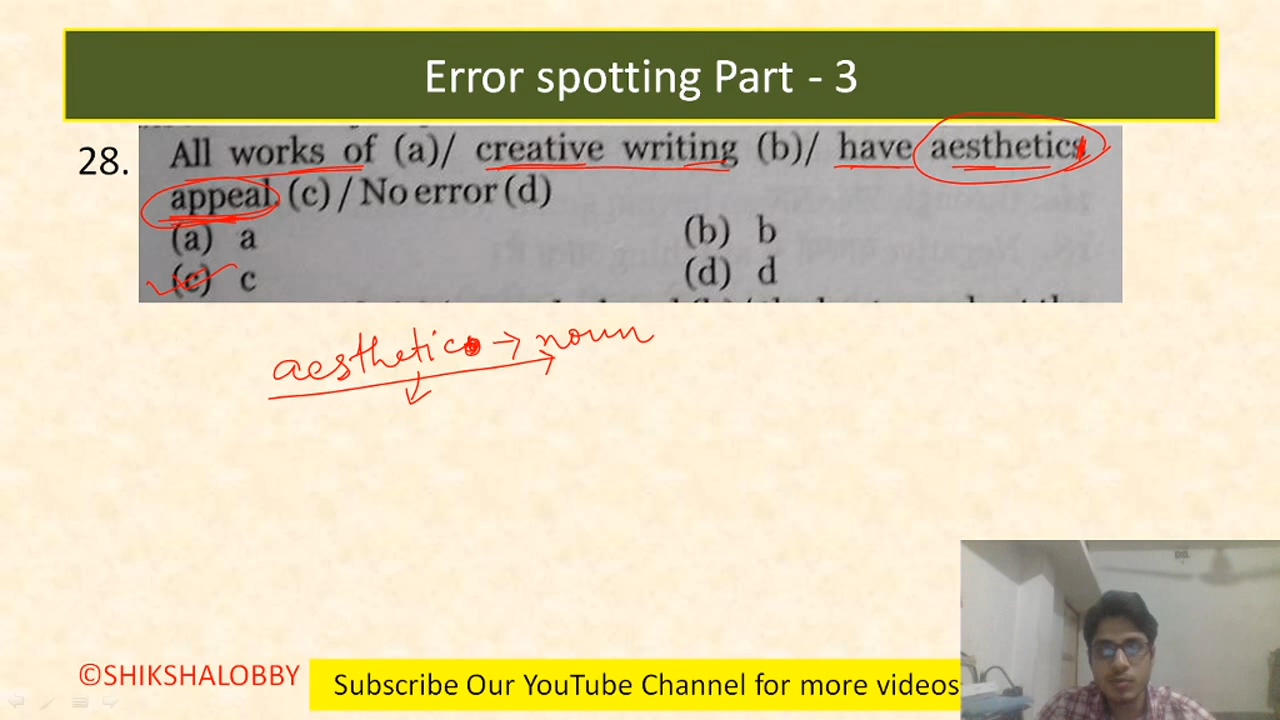 Error spotting Part - 3
28. All works of (a)/ creative writing (b)/ have aesthetics
appeal. (c) / No error (d)
(a) a (b) b
(c) c (d) d
aesthetic → noun
©SHIKSHALOBBY Subscribe Our YouTube Channel for more videos